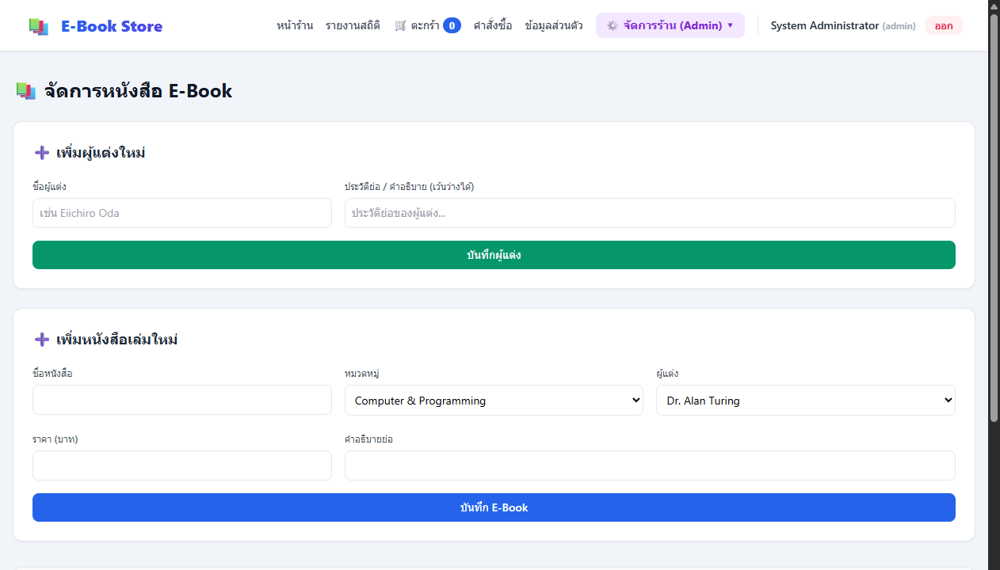 E-Book Store
หน้าร้าน รายงานสถิติ ตะกร้า 0 คำสั่งซื้อ ข้อมูลส่วนตัว จัดการร้าน (Admin) ▼ System Administrator (admin) ออก
จัดการหนังสือ E-Book
เพิ่มผู้แต่งใหม่
ชื่อผู้แต่ง ประวัติย่อ / คำอธิบาย (เว้นว่างได้)
เช่น Eiichiro Oda ประวัติย่อของผู้แต่ง...
บันทึกผู้แต่ง
เพิ่มหนังสือเล่มใหม่
ชื่อหนังสือ หมวดหมู่ ผู้แต่ง
Computer & Programming Dr. Alan Turing
ราคา (บาท) คำอธิบายย่อ
บันทึก E-Book